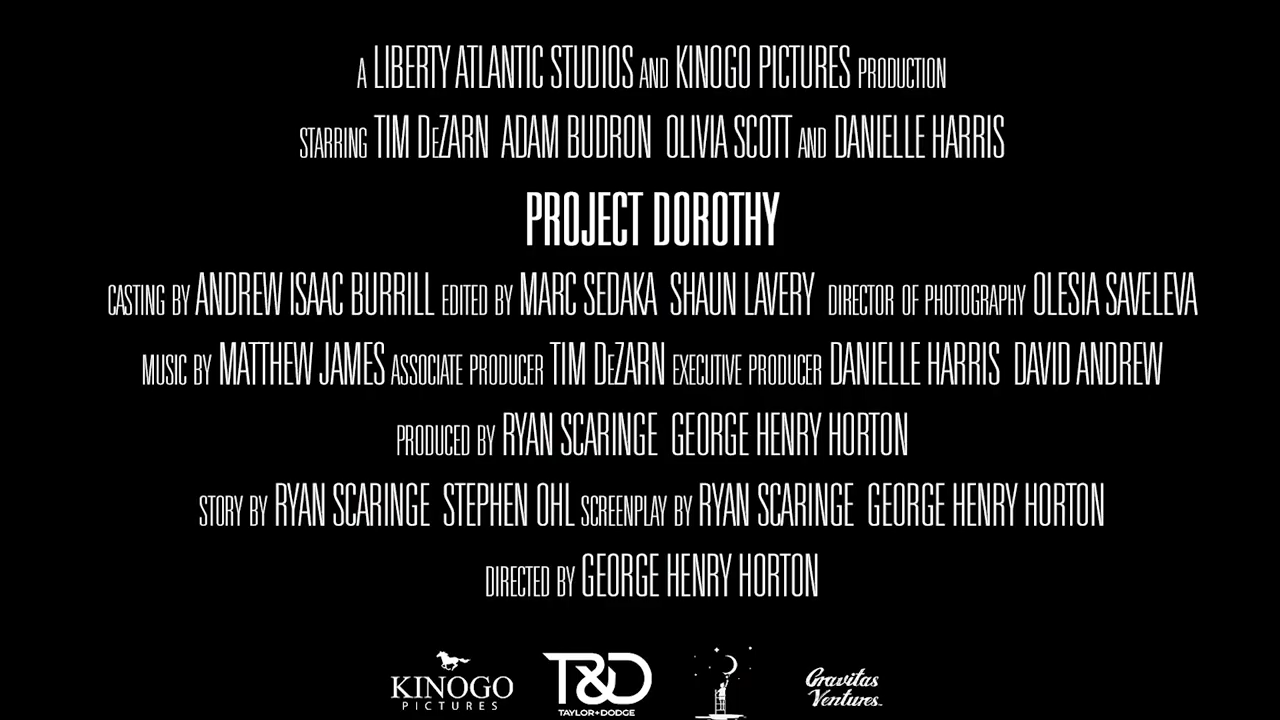 A LIBERTY ATLANTIC STUDIOS AND KINOGO PICTURES PRODUCTION
STARRING TIM DeZARN ADAM BUDRON OLIVIA SCOTT AND DANIELLE HARRIS
PROJECT DOROTHY
CASTING BY ANDREW ISAAC BURRILL EDITED BY MARC SEDAKA SHAUN LAVERY DIRECTOR OF PHOTOGRAPHY OLESIA SAVELEVA
MUSIC BY MATTHEW JAMES ASSOCIATE PRODUCER TIM DeZARN EXECUTIVE PRODUCER DANIELLE HARRIS DAVID ANDREW
PRODUCED BY RYAN SCARINGE GEORGE HENRY HORTON
STORY BY RYAN SCARINGE STEPHEN OHL SCREENPLAY BY RYAN SCARINGE GEORGE HENRY HORTON
DIRECTED BY GEORGE HENRY HORTON
KINOGO
PICTURES
T&D
TAYLOR+DODGE
Gravitas
Ventures